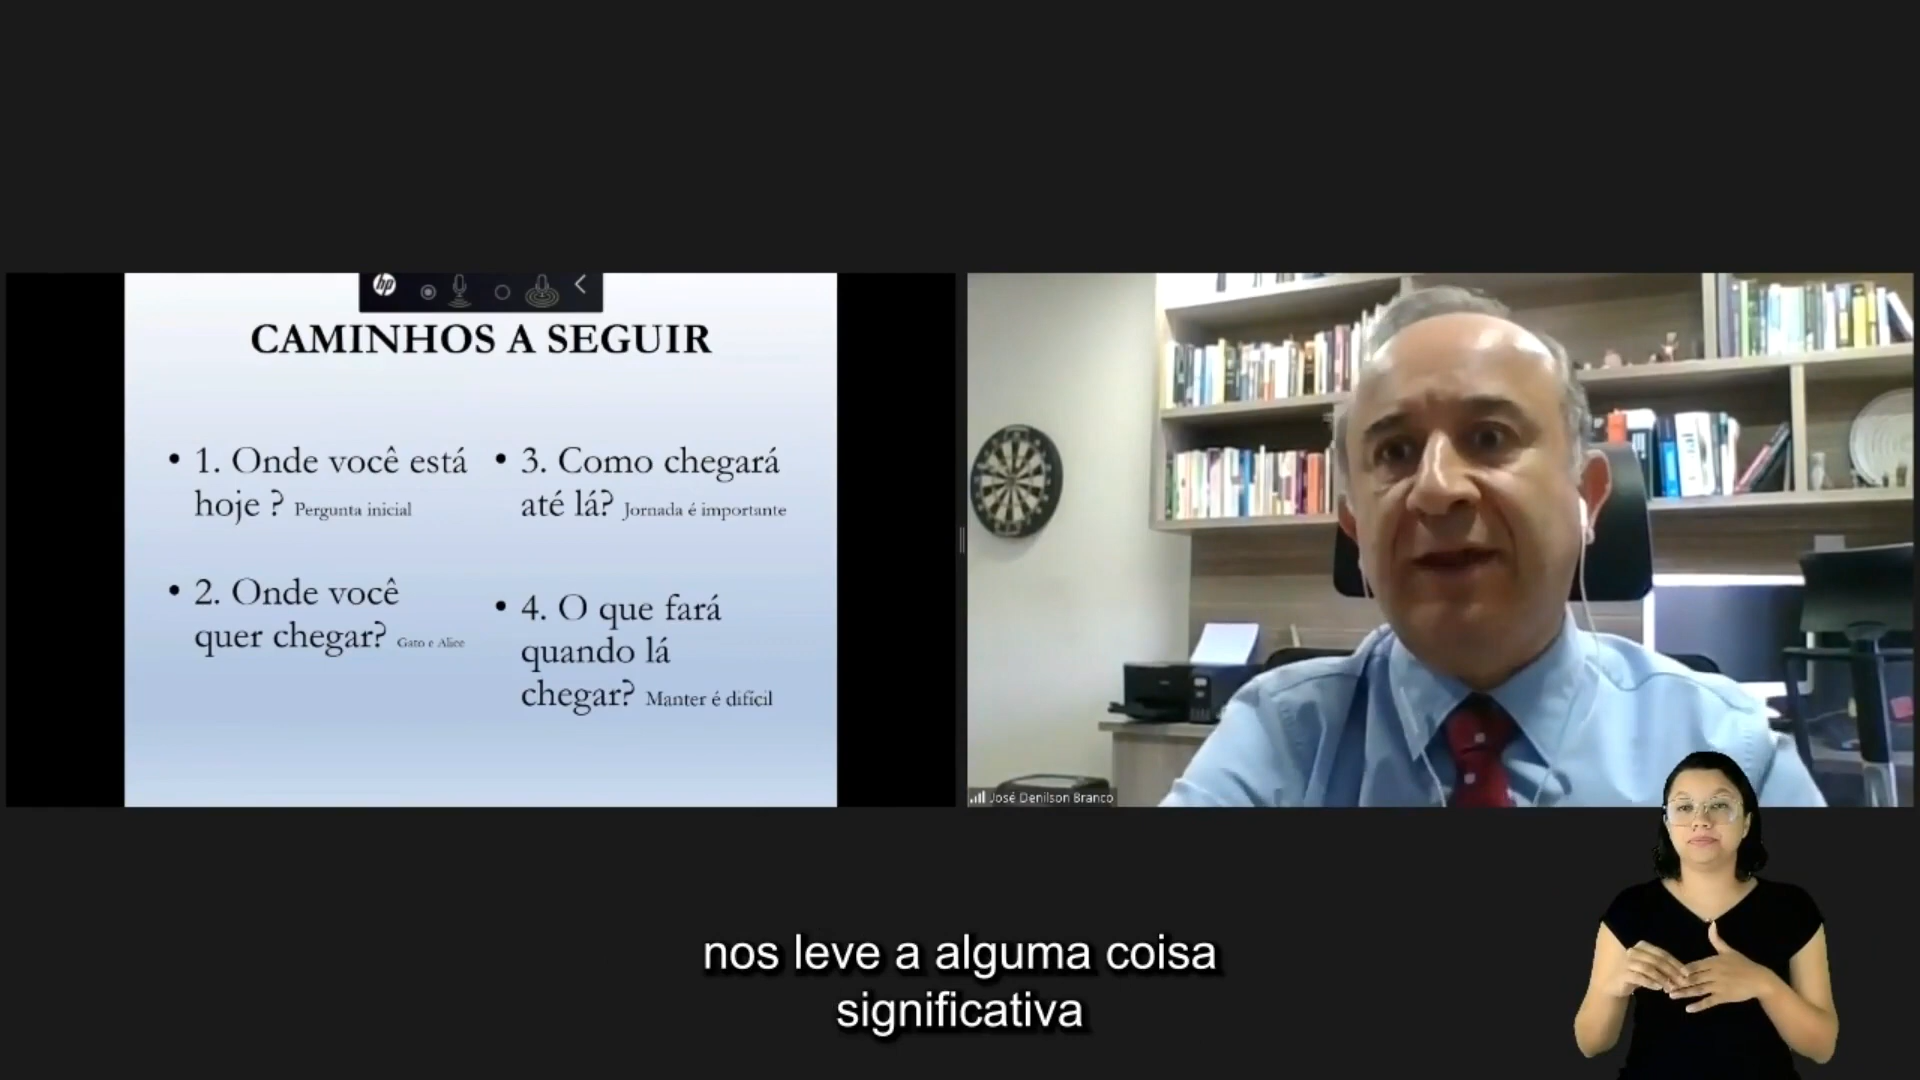 hp
CAMINHOS A SEGUIR
• 1. Onde você está
hoje ? Pergunta inicial
• 2. Onde você
quer chegar? Gato e Alice
• 3. Como chegará
até lá? Jornada é importante
• 4. O que fará
quando lá
chegar? Manter é difícil
José Denilson Branco
nos leve a alguma coisa
significativa